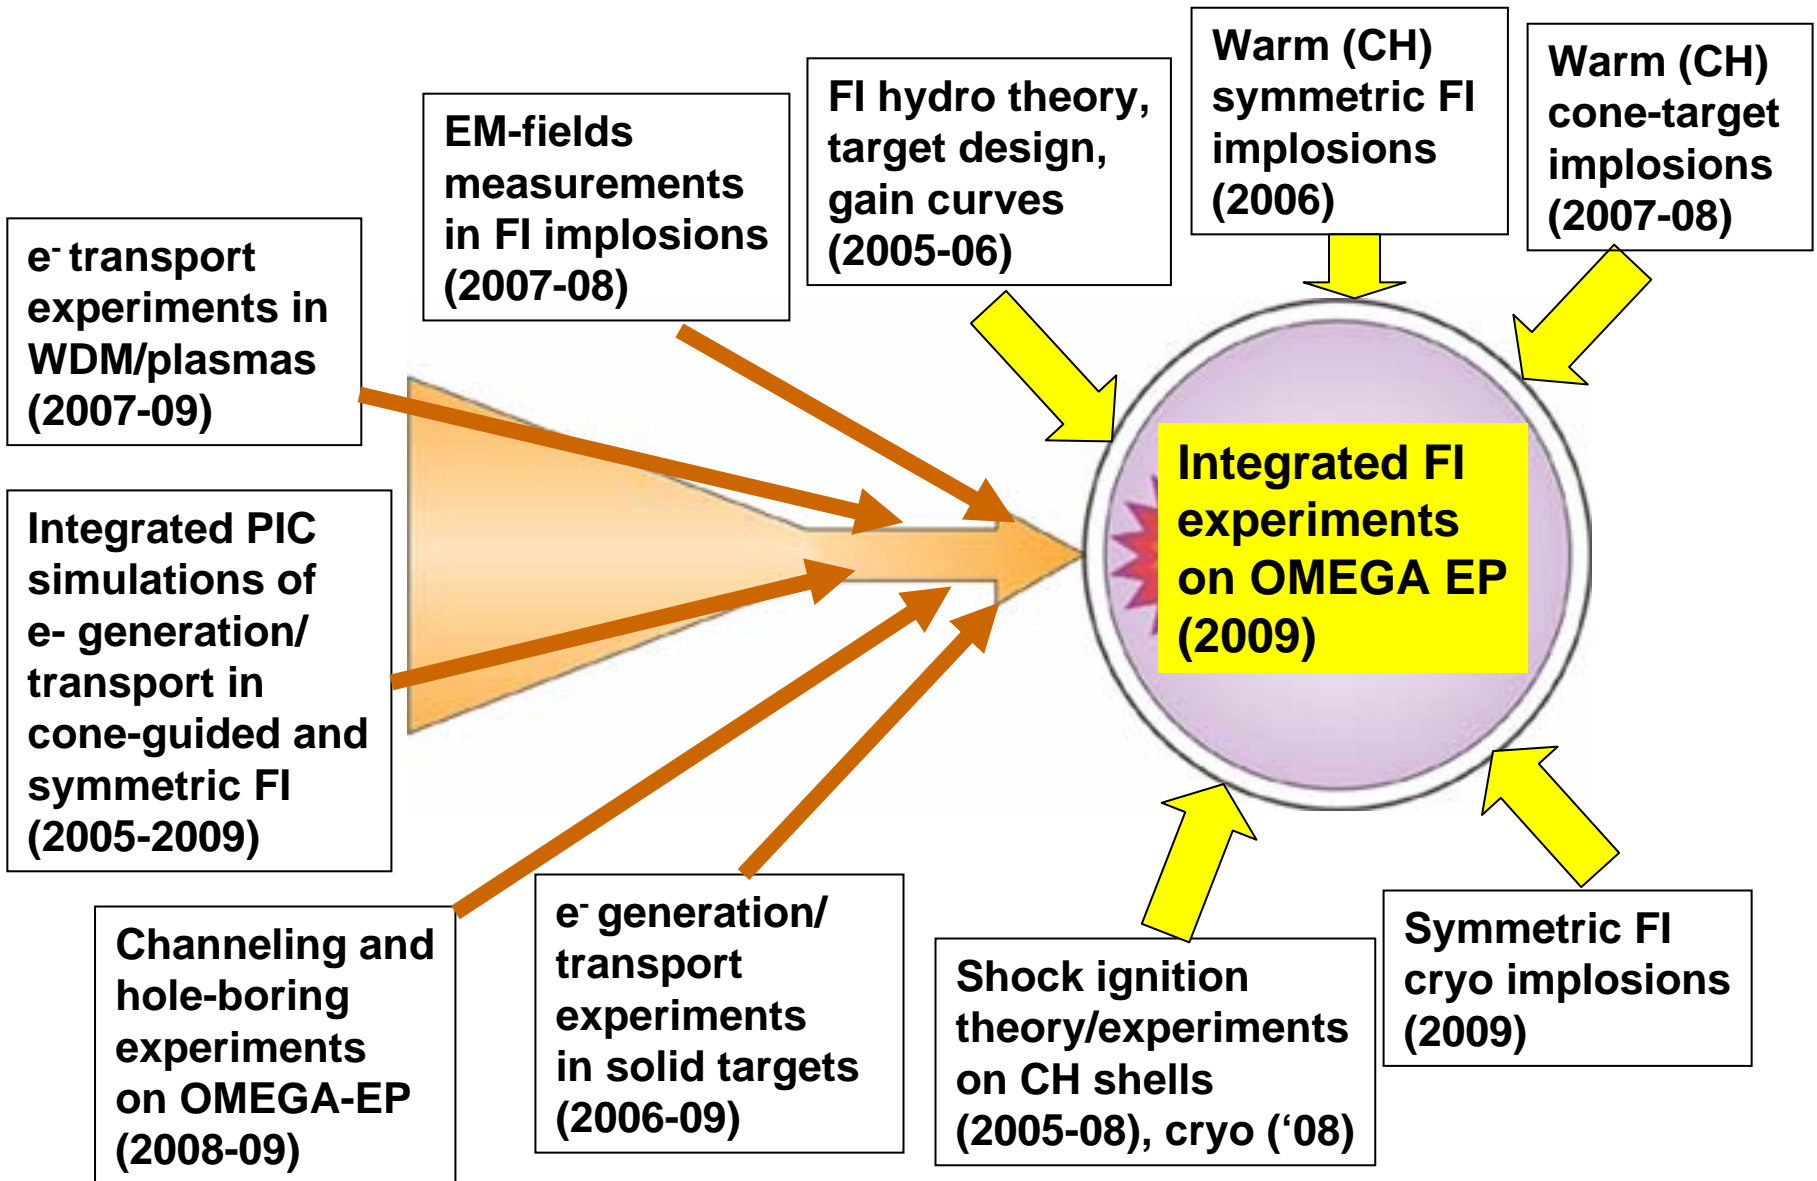 Warm (CH)
symmetric FI
implosions
(2006)
Warm (CH)
cone-target
implosions
(2007-08)
FI hydro theory,
target design,
gain curves
(2005-06)
EM-fields
measurements
in FI implosions
(2007-08)
e- transport
experiments in
WDM/plasmas
(2007-09)
Integrated FI
experiments
on OMEGA EP
(2009)
Integrated PIC
simulations of
e- generation/
transport in
cone-guided and
symmetric FI
(2005-2009)
Channeling and
hole-boring
experiments
on OMEGA-EP
(2008-09)
e- generation/
transport
experiments
in solid targets
(2006-09)
Shock ignition
theory/experiments
on CH shells
(2005-08), cryo (‘08)
Symmetric FI
cryo implosions
(2009)